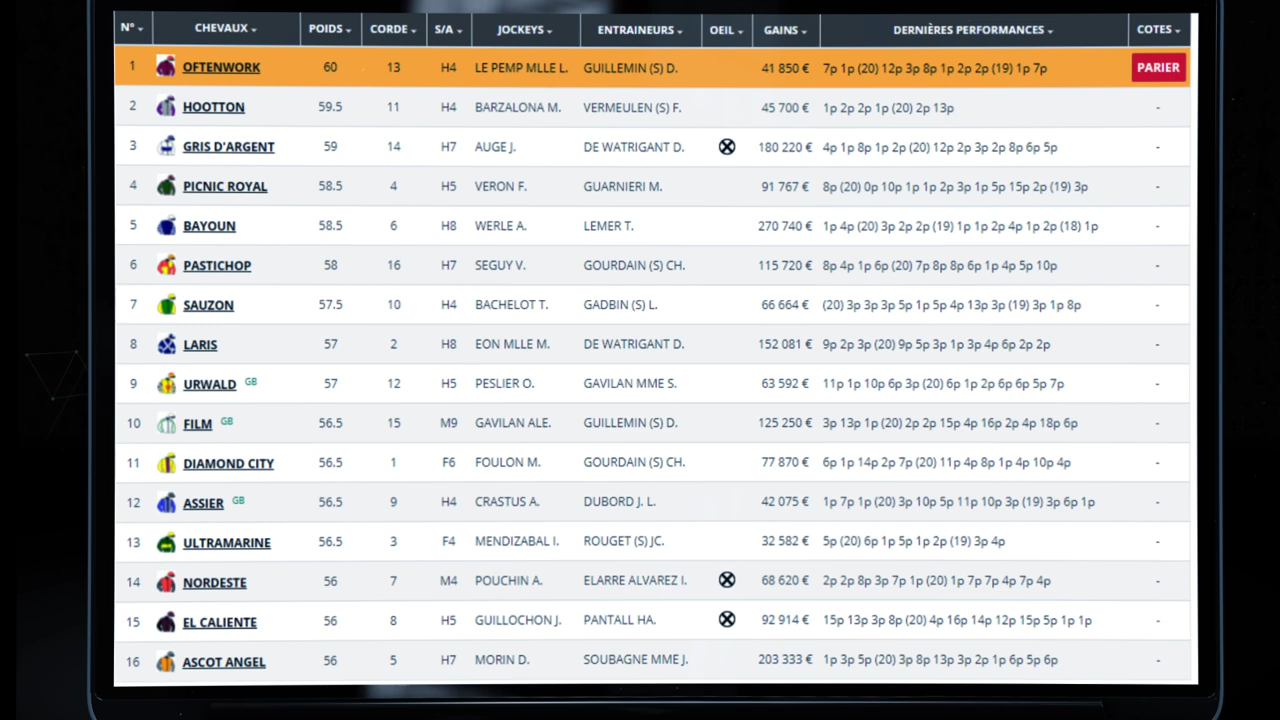 N° CHEVAUX POIDS CORDE S/A JOCKEYS ENTRAINEURS OEIL GAINS DERNIÈRES PERFORMANCES COTES
1 OFTENWORK 60 13 H4 LE PEMP MLLE L. GUILLEMIN (S) D. 41 850 € 7p 1p (20) 12p 3p 8p 1p 2p 2p (19) 1p 7p PARIER
2 HOOTTON 59.5 11 H4 BARZALONA M. VERMEULEN (S) F. 45 700 € 1p 2p 2p 1p (20) 2p 13p -
3 GRIS D'ARGENT 59 14 H7 AUGE J. DE WATRIGANT D. 180 220 € 4p 1p 8p 1p 2p (20) 12p 2p 3p 2p 8p 6p 5p -
4 PICNIC ROYAL 58.5 4 H5 VERON F. GUARNIERI M. 91 767 € 8p (20) 0p 10p 1p 1p 2p 3p 1p 5p 15p 2p (19) 3p -
5 BAYOUN 58.5 6 H8 WERLE A. LEMER T. 270 740 € 1p 4p (20) 3p 2p 2p (19) 1p 1p 2p 4p 1p 2p (18) 1p -
6 PASTICHOP 58 16 H7 SEGUY V. GOURDAIN (S) CH. 115 720 € 8p 4p 1p 6p (20) 7p 8p 8p 6p 1p 4p 5p 10p -
7 SAUZON 57.5 10 H4 BACHELOT T. GADBIN (S) L. 66 664 € (20) 3p 3p 3p 5p 1p 5p 4p 13p 3p (19) 3p 1p 8p -
8 LARIS 57 2 H8 EON MLLE M. DE WATRIGANT D. 152 081 € 9p 2p 3p (20) 9p 5p 3p 1p 3p 4p 6p 2p 2p -
9 URWALD GB 57 12 H5 PESLIER O. GAVILAN MME S. 63 592 € 11p 1p 10p 6p 3p (20) 6p 1p 2p 6p 6p 5p 7p -
10 FILM GB 56.5 15 M9 GAVILAN ALE. GUILLEMIN (S) D. 125 250 € 3p 13p 1p (20) 2p 2p 15p 4p 16p 2p 4p 18p 6p -
11 DIAMOND CITY 56.5 1 F6 FOULON M. GOURDAIN (S) CH. 77 870 € 6p 1p 14p 2p 7p (20) 11p 4p 8p 1p 4p 10p 4p -
12 ASSIER GB 56.5 9 H4 CRASTUS A. DUBORD J. L. 42 075 € 1p 7p 1p (20) 3p 10p 5p 11p 10p 3p (19) 3p 6p 1p -
13 ULTRAMARINE 56.5 3 F4 MENDIZABAL I. ROUGET (S) JC. 32 582 € 5p (20) 6p 1p 5p 1p 2p (19) 3p 4p -
14 NORDESTE 56 7 M4 POUCHIN A. ELARRE ALVAREZ I. 68 620 € 2p 2p 8p 3p 7p 1p (20) 1p 7p 7p 4p 7p 4p -
15 EL CALIENTE 56 8 H5 GUILLOCHON J. PANTALL HA. 92 914 € 15p 13p 3p 8p (20) 4p 16p 14p 12p 15p 5p 1p 1p -
16 ASCOT ANGEL 56 5 H7 MORIN D. SOUBAGNE MME J. 203 333 € 1p 3p 5p (20) 3p 8p 13p 3p 2p 1p 6p 5p 6p -